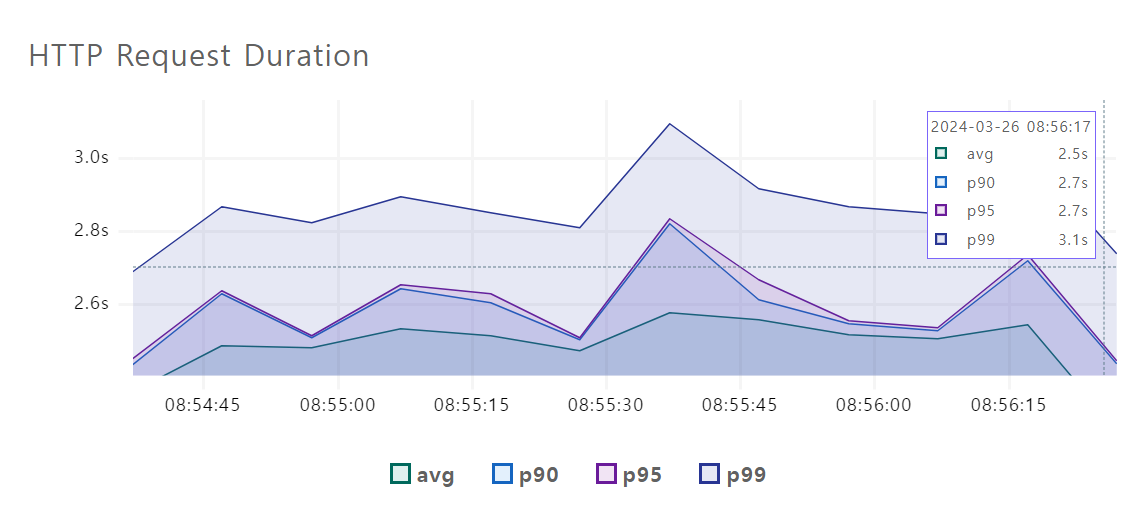 HTTP Request Duration
2024-03-26 08:56:17
avg 2.5s
p90 2.7s
p95 2.7s
p99 3.1s
3.0s
2.8s
2.6s
08:54:45 08:55:00 08:55:15 08:55:30 08:55:45 08:56:00 08:56:15
avg p90 p95 p99